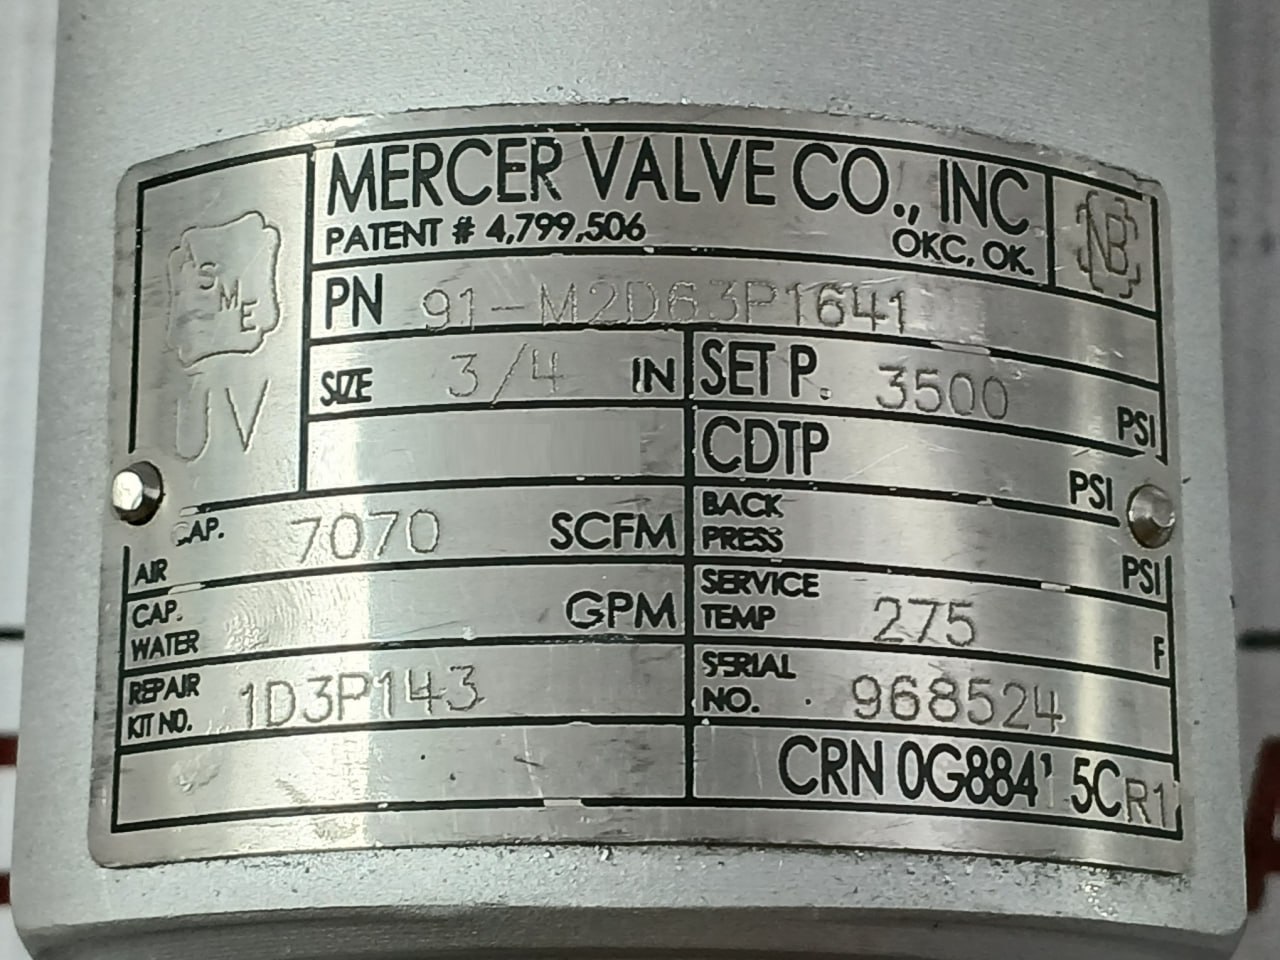 MERCER VALVE CO., INC
PATENT # 4,799,506 OKC, OK.
NB
ASME
UV
PN 91-M2D63P1641
SIZE 3/4 IN
SET P. 3500 PSI
CDTP PSI
CAP. AIR 7070 SCFM
BACK PRESS PSI
CAP. WATER GPM
SERVICE TEMP 275 F
REPAIR KIT NO. 1D3P143
SERIAL NO. 968524
CRN 0G884' 5CR1